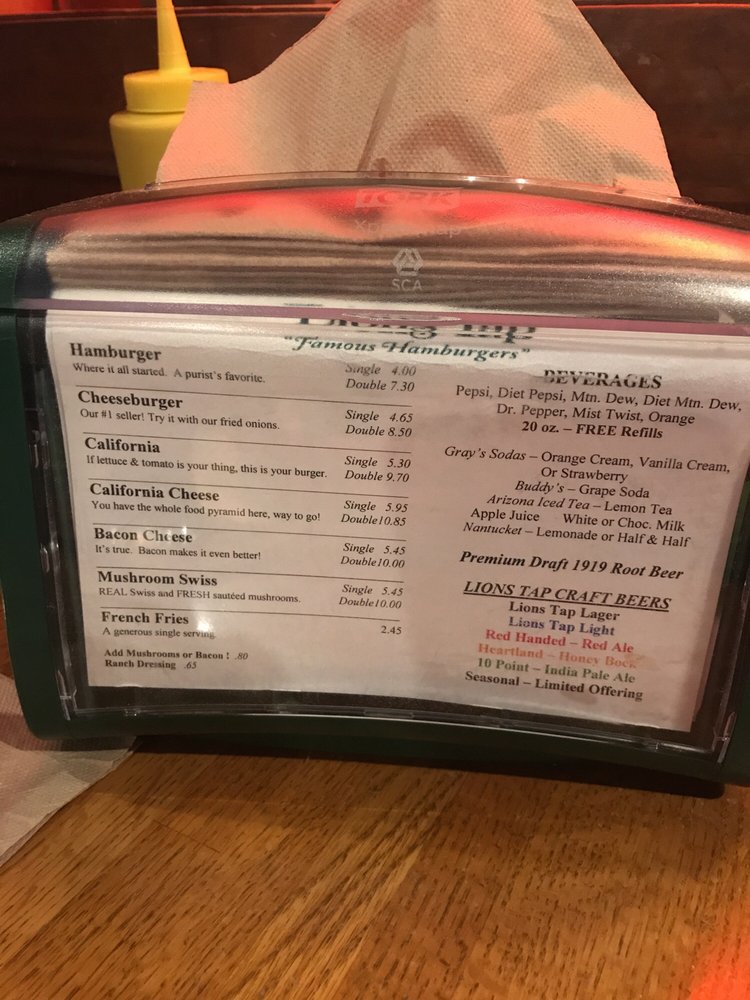 SCA
"Famous Hamburgers"
Hamburger
Where it all started. A purist's favorite.
Single 4.00
Double 7.30
Cheeseburger
Our #1 seller! Try it with our fried onions.
Single 4.65
Double 8.50
California
If lettuce & tomato is your thing, this is your burger.
Single 5.30
Double 9.70
California Cheese
You have the whole food pyramid here, way to go!
Single 5.95
Double10.85
Bacon Cheese
It's true. Bacon makes it even better!
Single 5.45
Double10.00
Mushroom Swiss
REAL Swiss and FRESH sautéed mushrooms.
Single 5.45
Double10.00
French Fries
A generous single serving
2.45
Add Mushrooms or Bacon ! .80
Ranch Dressing .65
BEVERAGES
Pepsi, Diet Pepsi, Mtn. Dew, Diet Mtn. Dew,
Dr. Pepper, Mist Twist, Orange
20 oz. – FREE Refills
Gray's Sodas – Orange Cream, Vanilla Cream,
Or Strawberry
Buddy's – Grape Soda
Arizona Iced Tea – Lemon Tea
Apple Juice White or Choc. Milk
Nantucket – Lemonade or Half & Half
Premium Draft 1919 Root Beer
LIONS TAP CRAFT BEERS
Lions Tap Lager
Lions Tap Light
Red Handed – Red Ale
Heartland – Honey Bock
10 Point – India Pale Ale
Seasonal – Limited Offering